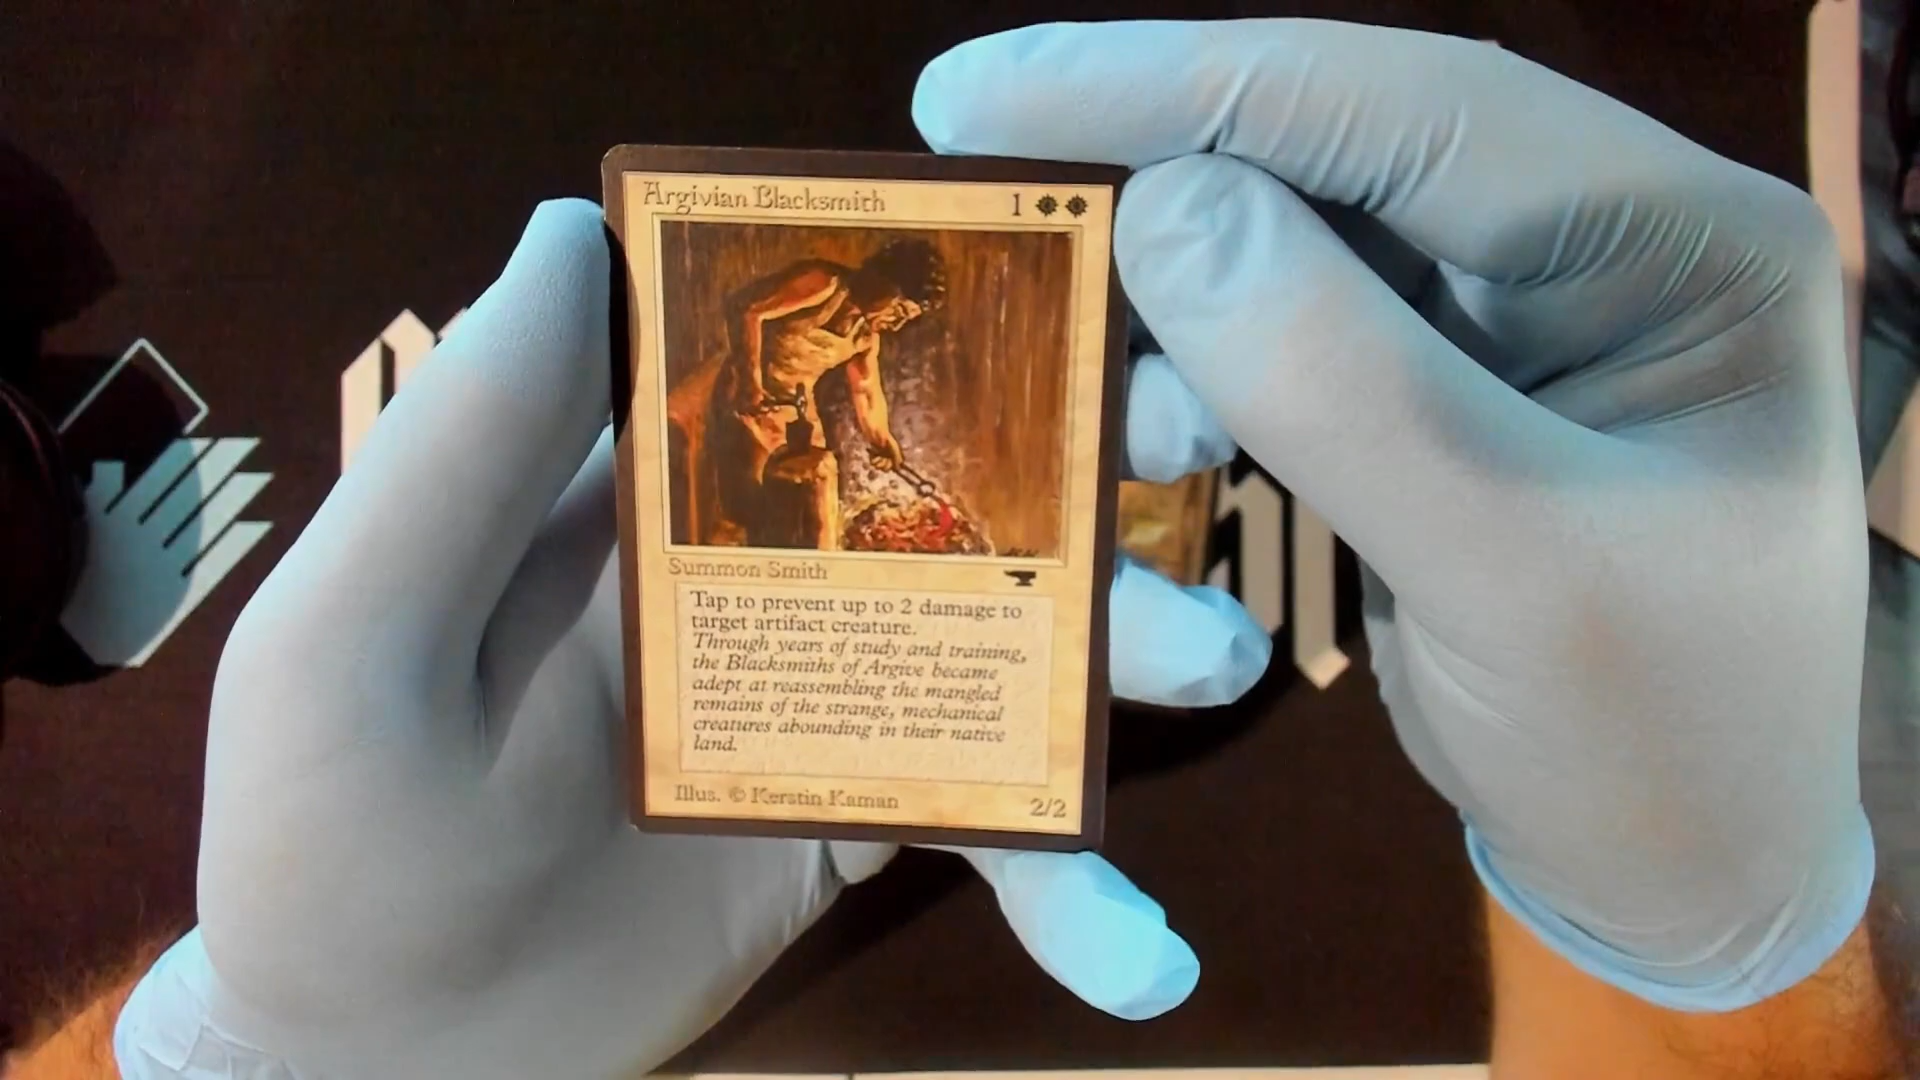 Argivian Blacksmith 1
Summon Smith
Tap to prevent up to 2 damage to
target artifact creature.
Through years of study and training,
the Blacksmiths of Argive became
adept at reassembling the mangled
remains of the strange, mechanical
creatures abounding in their native
land.
Illus. © Kerstin Kaman
2/2